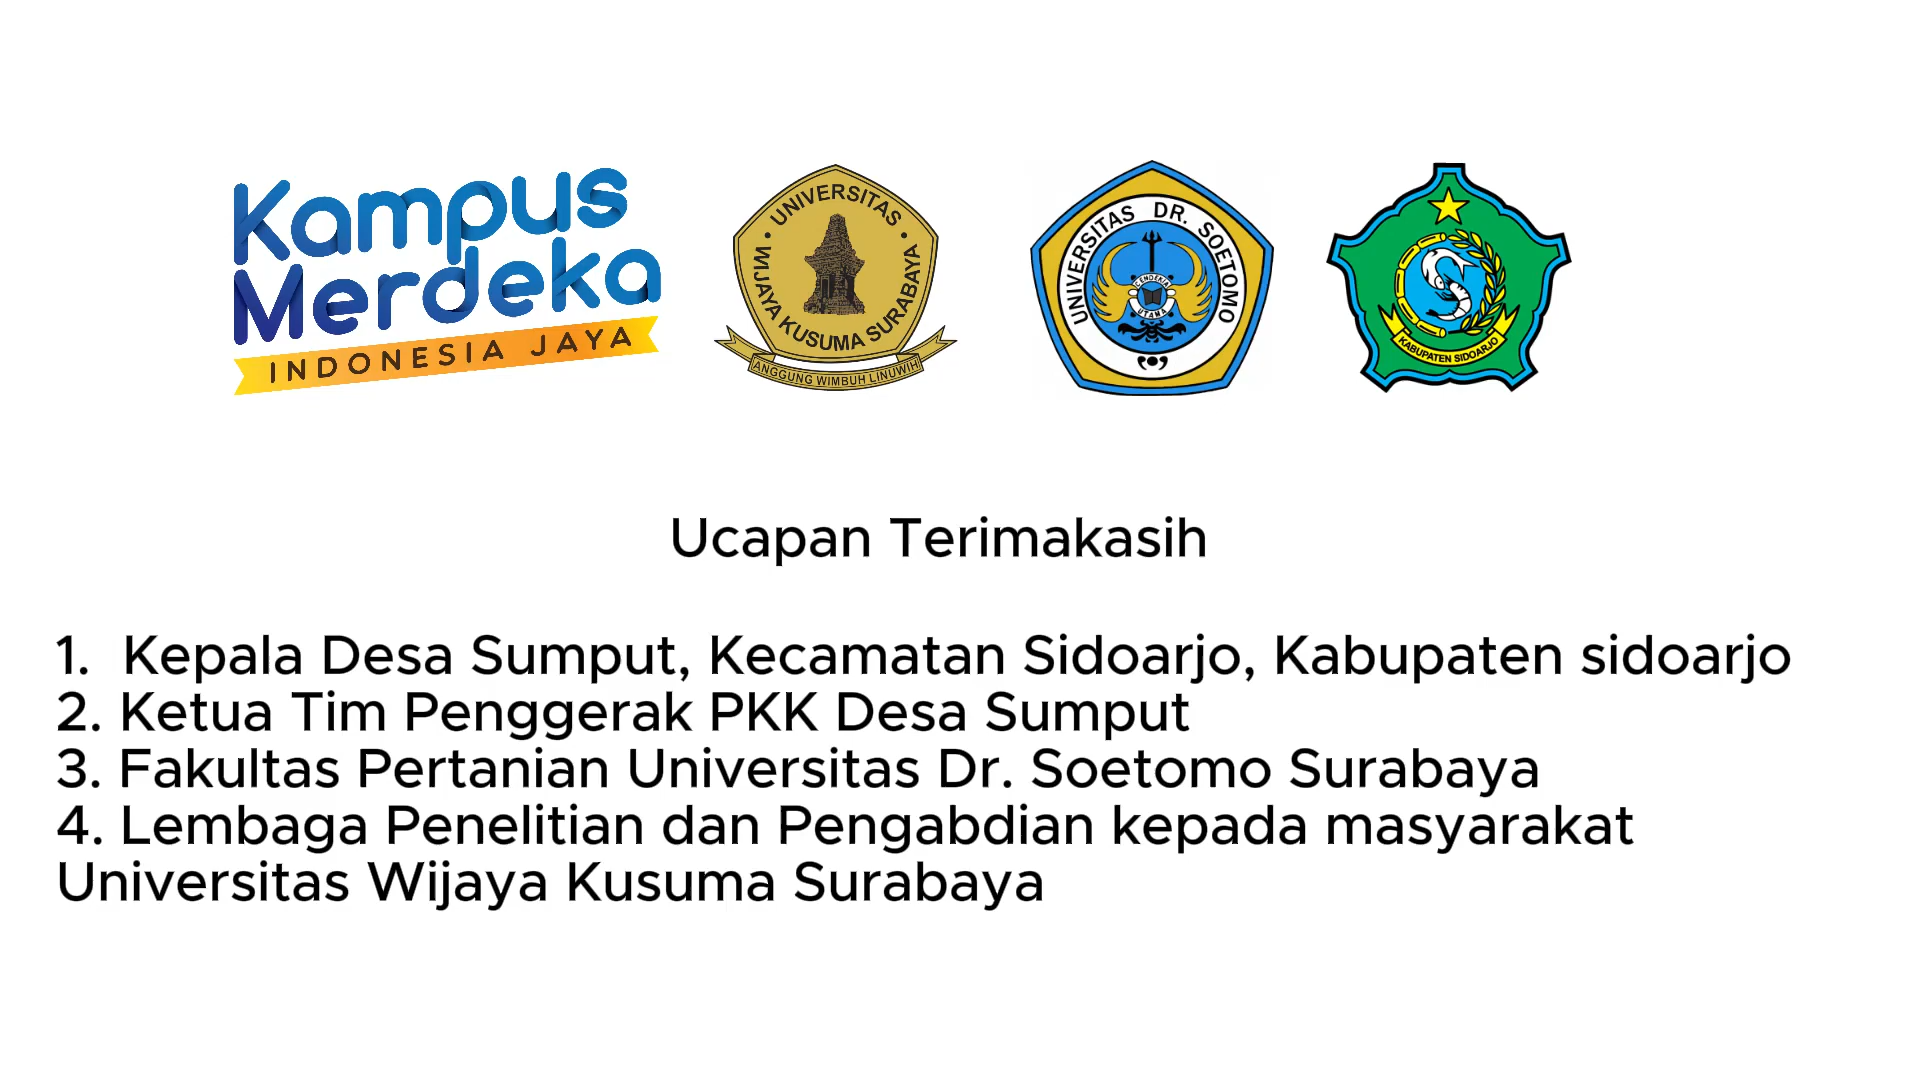 Kampus
Merdeka
INDONESIA JAYA
UNIVERSITAS
WIJAYA KUSUMA SURABAYA
ANGGUNG WIMBUH LINUWIH
UNIVERSITAS DR. SOETOMO
CENDEKIA
UTAMA
KABUPATEN SIDOARJO
Ucapan Terimakasih
1. Kepala Desa Sumput, Kecamatan Sidoarjo, Kabupaten sidoarjo
2. Ketua Tim Penggerak PKK Desa Sumput
3. Fakultas Pertanian Universitas Dr. Soetomo Surabaya
4. Lembaga Penelitian dan Pengabdian kepada masyarakat
Universitas Wijaya Kusuma Surabaya